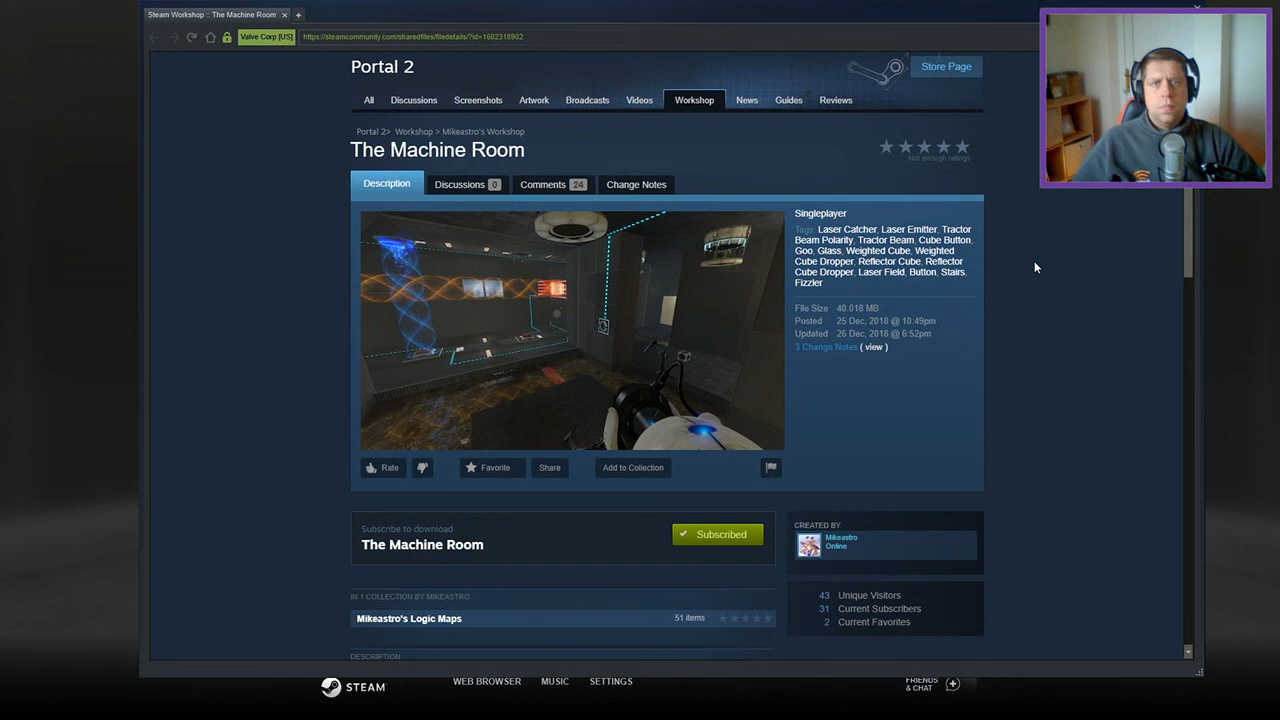 Steam Workshop :: The Machine Room
Valve Corp [US]
https://steamcommunity.com/sharedfiles/filedetails/?id=1602318902
Portal 2
Store Page
All Discussions Screenshots Artwork Broadcasts Videos Workshop News Guides Reviews
Portal 2> Workshop > Mikeastro's Workshop
The Machine Room
Not enough ratings
Description Discussions 0 Comments 24 Change Notes
Singleplayer
Tags: Laser Catcher, Laser Emitter, Tractor
Beam Polarity, Tractor Beam, Cube Button,
Goo, Glass, Weighted Cube, Weighted
Cube Dropper, Reflector Cube, Reflector
Cube Dropper, Laser Field, Button, Stairs,
Fizzler
File Size 40.018 MB
Posted 25 Dec, 2018 @ 10:49pm
Updated 26 Dec, 2018 @ 6:52pm
3 Change Notes ( view )
Rate Favorite Share Add to Collection
Subscribe to download
The Machine Room
Subscribed
CREATED BY
Mikeastro
Online
43 Unique Visitors
31 Current Subscribers
2 Current Favorites
IN 1 COLLECTION BY MIKEASTRO
Mikeastro's Logic Maps 51 items
DESCRIPTION
STEAM
WEB BROWSER MUSIC SETTINGS
FRIENDS
& CHAT